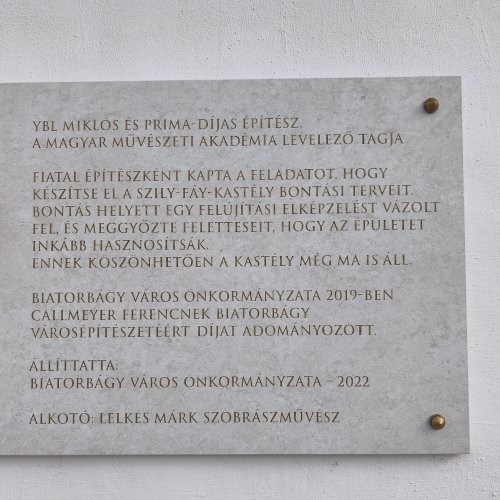 YBL MIKLÓS ÉS PRIMA-DÍJAS ÉPÍTÉSZ,
A MAGYAR MŰVÉSZETI AKADÉMIA LEVELEZŐ TAGJA
FIATAL ÉPÍTÉSZKÉNT KAPTA A FELADATOT, HOGY
KÉSZÍTSE EL A SZILY-FÁY-KASTÉLY BONTÁSI TERVEIT.
BONTÁS HELYETT EGY FELÚJÍTÁSI ELKÉPZELÉST VÁZOLT
FEL, ÉS MEGGYŐZTE FELETTESEIT, HOGY AZ ÉPÜLETET
INKÁBB HASZNOSÍTSÁK.
ENNEK KÖSZÖNHETŐEN A KASTÉLY MÉG MA IS ÁLL.
BIATORBÁGY VÁROS ÖNKORMÁNYZATA 2019-BEN
CALLMEYER FERENCNEK BIATORBÁGY
VÁROSÉPÍTÉSZETÉÉRT DÍJAT ADOMÁNYOZOTT.
ÁLLÍTTATTA:
BIATORBÁGY VÁROS ÖNKORMÁNYZATA - 2022
ALKOTÓ: LELKES MÁRK SZOBRÁSZMŰVÉSZ